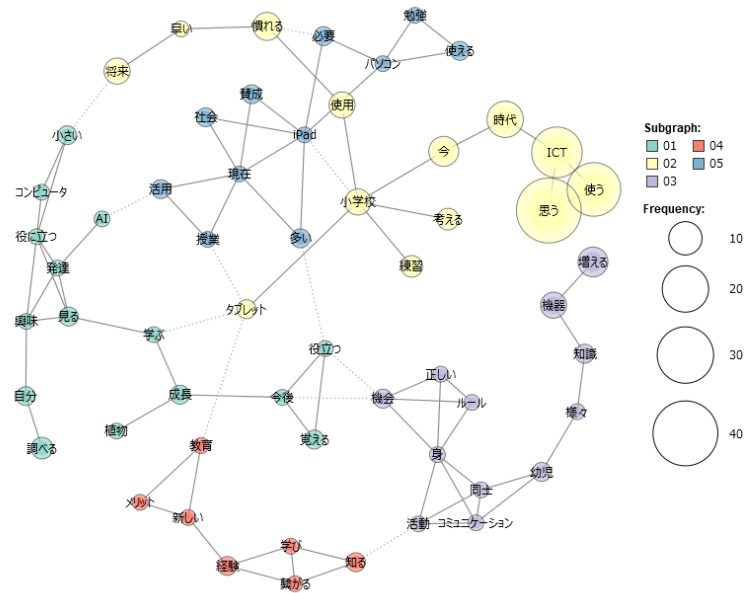 勉強
早い
慣れる
必要
使える
パソコン
将来
賛成
使用
社会
時代
Subgraph:
小さい
iPad
01
04
02
05
03
今
ICT
コンピュータ
活用
現在
使う
小学校
思う
Frequency:
AI
考える
役に立つ
授業
多い
10
発達
練習
増える
20
タブレット
機器
興味
見る
学ぶ
役立つ
知識
30
正しい
自分
成長
今後
機会
ルール
様々
植物
覚える
40
調べる
教育
身
幼児
同士
メリット
新しい
活動
コミュニケーション
学び
経験
知る
繋がる